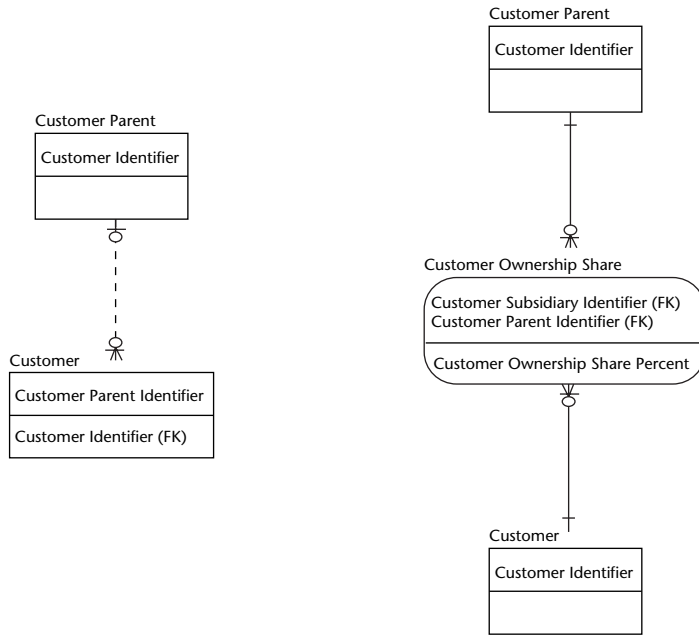 Customer Parent
Customer Identifier
Customer
Customer Parent Identifier
Customer Identifier (FK)
Customer Parent
Customer Identifier
Customer Ownership Share
Customer Subsidiary Identifier (FK)
Customer Parent Identifier (FK)
Customer Ownership Share Percent
Customer
Customer Identifier